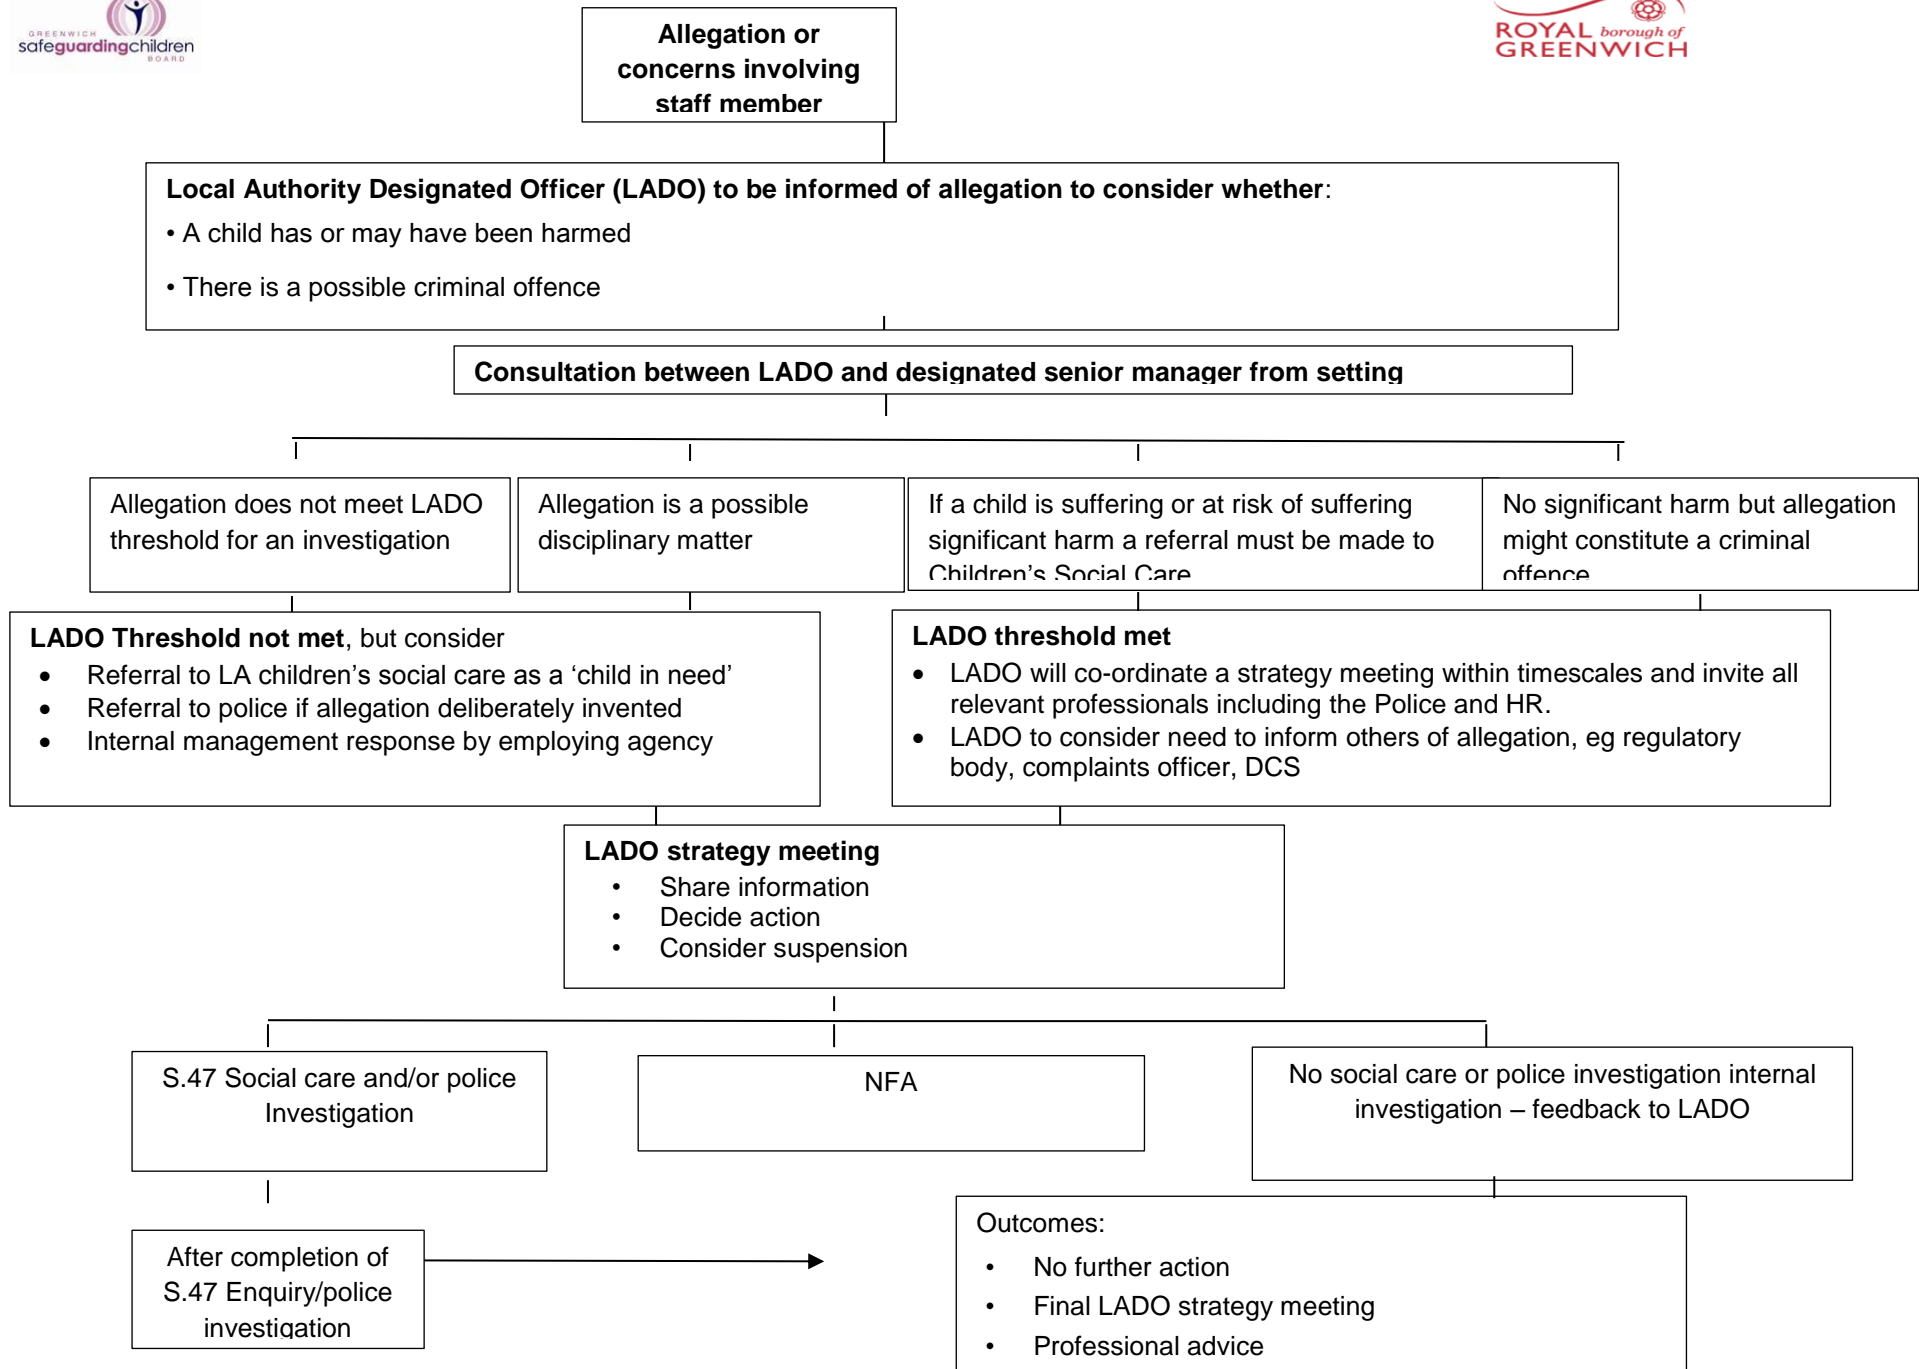 GREENWICH
safeguardingchildren
BOARD
ROYAL borough of
GREENWICH
Allegation or
concerns involving
staff member
Local Authority Designated Officer (LADO) to be informed of allegation to consider whether:
• A child has or may have been harmed
• There is a possible criminal offence
Consultation between LADO and designated senior manager from setting
Allegation does not meet LADO
threshold for an investigation
Allegation is a possible
disciplinary matter
If a child is suffering or at risk of suffering
significant harm a referral must be made to
Children's Social Care
No significant harm but allegation
might constitute a criminal
offence
LADO Threshold not met, but consider
• Referral to LA children's social care as a 'child in need'
• Referral to police if allegation deliberately invented
• Internal management response by employing agency
LADO threshold met
• LADO will co-ordinate a strategy meeting within timescales and invite all
relevant professionals including the Police and HR.
• LADO to consider need to inform others of allegation, eg regulatory
body, complaints officer, DCS
LADO strategy meeting
• Share information
• Decide action
• Consider suspension
S.47 Social care and/or police
Investigation
NFA
No social care or police investigation internal
investigation – feedback to LADO
After completion of
S.47 Enquiry/police
investigation
Outcomes:
• No further action
• Final LADO strategy meeting
• Professional advice